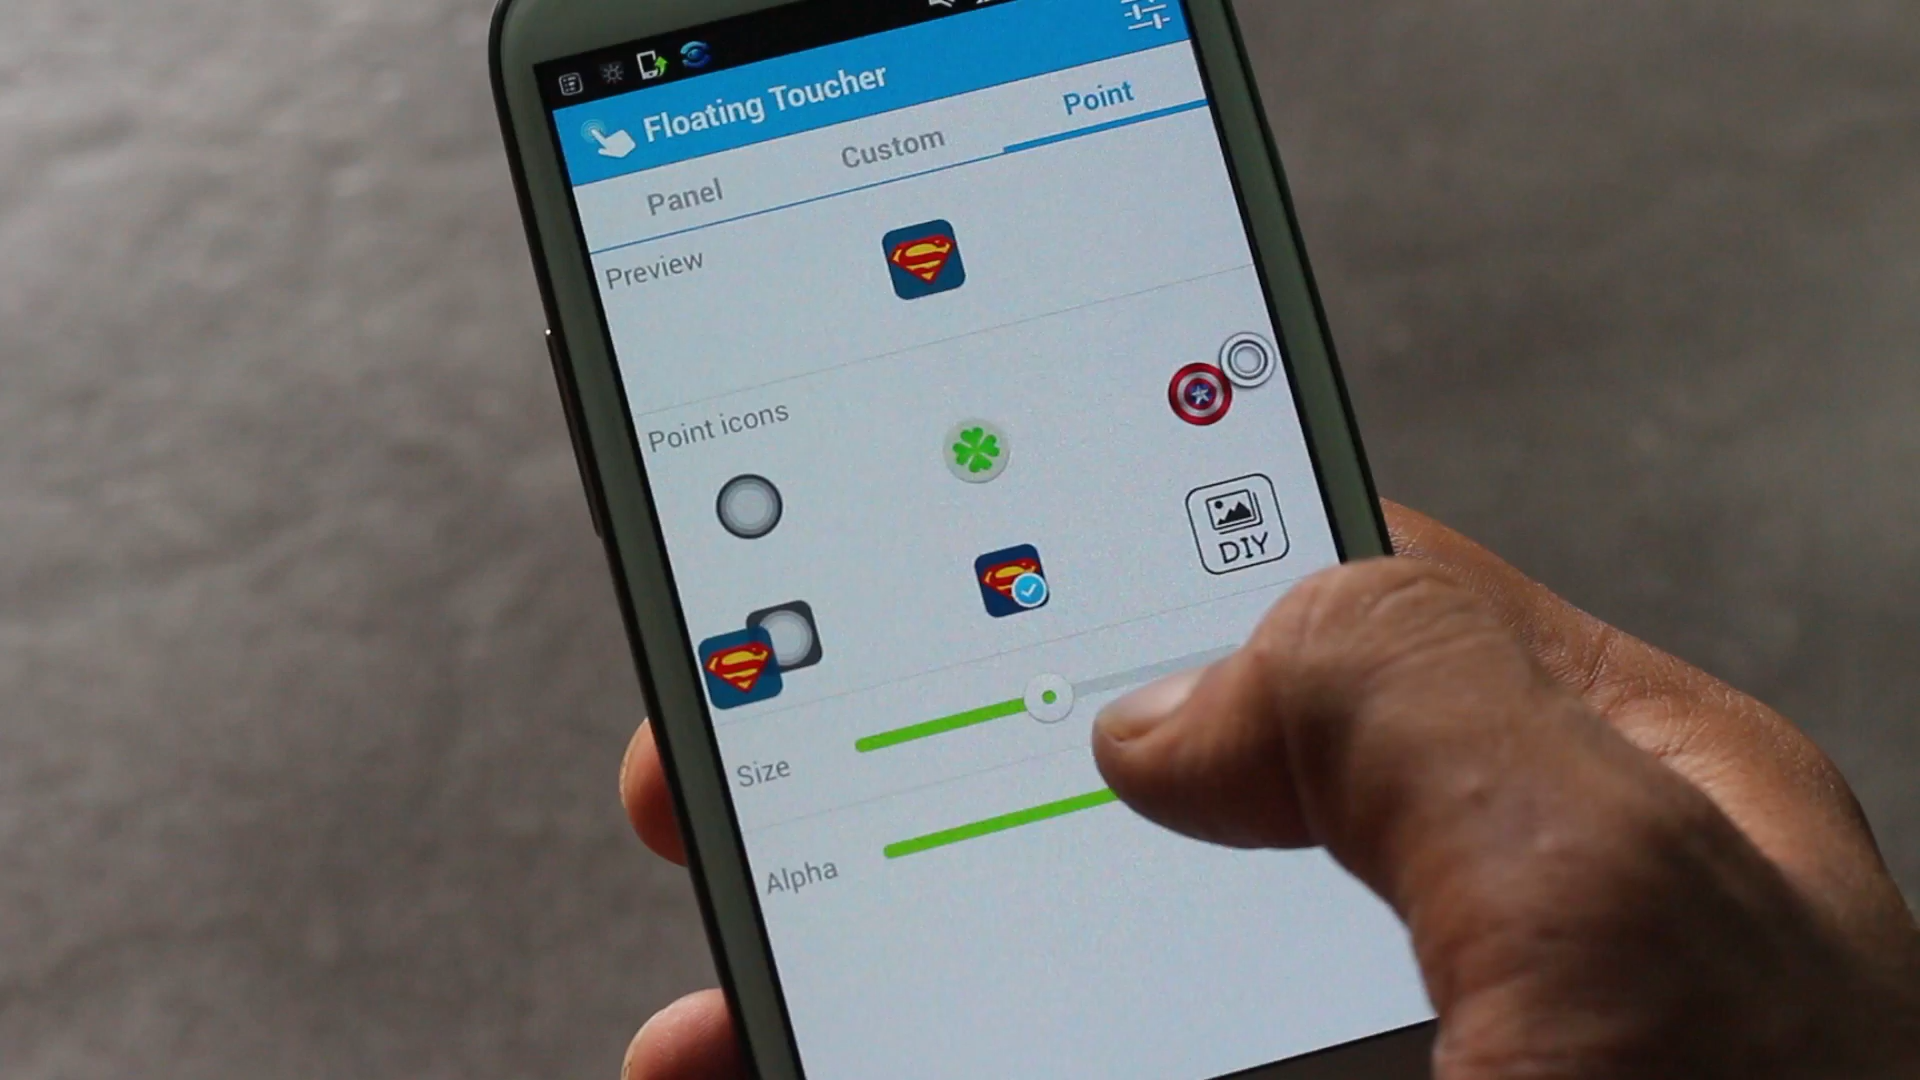 Floating Toucher
Panel
Custom
Point
Preview
Point icons
DIY
Size
Alpha